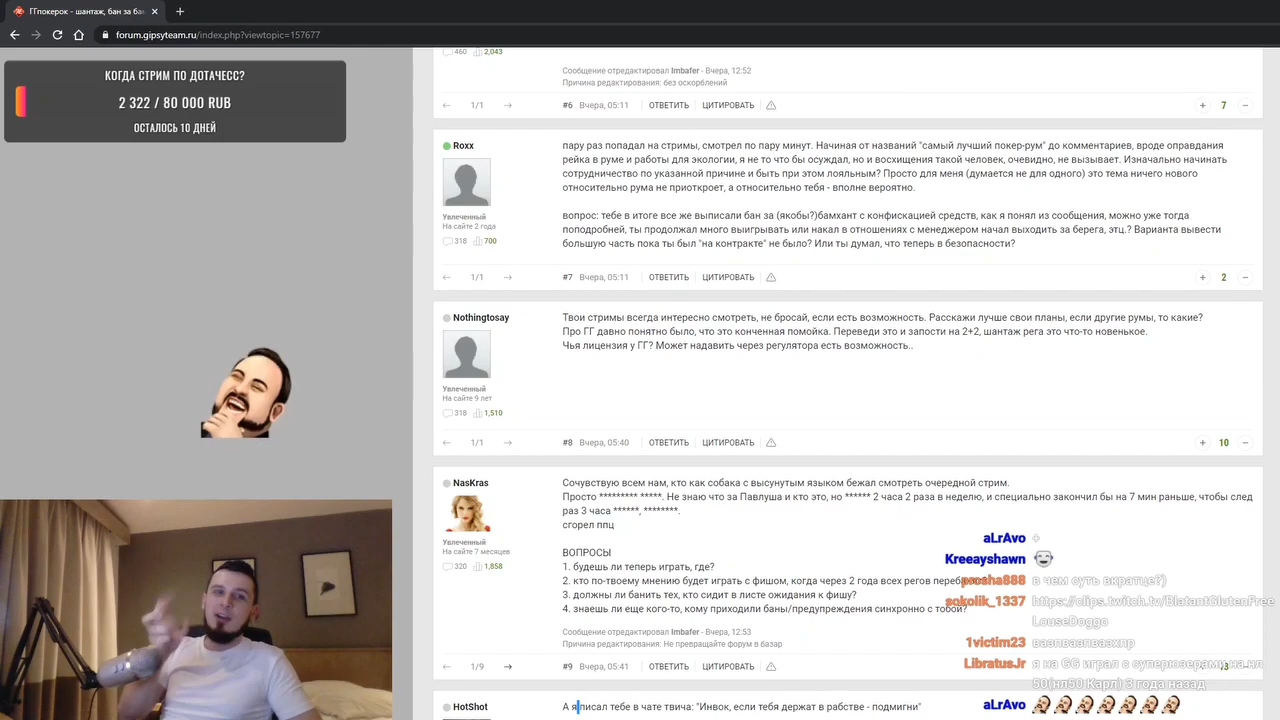 ГГпокер - шантаж, бан за ба
forum.gipsyteam.ru/index.php?viewtopic=157677
КОГДА СТРИМ ПО ДОТАЧЕСС?
2 322 / 80 000 RUB
ОСТАЛОСЬ 10 ДНЕЙ
460 2,043
Сообщение отредактировал Imbafer - Вчера, 12:52
Причина редактирования: без оскорблений
← 1/1 → #6 Вчера, 05:11 ОТВЕТИТЬ ЦИТИРОВАТЬ + 7 −
Roxx
Увлеченный
На сайте 2 года
318 700
пару раз попадал на стримы, смотрел по пару минут. Начиная от названий "самый лучший покер-рум" до комментариев, вроде оправдания
рейка в руме и работы для экологии, я не то что бы осуждал, но и восхищения такой человек, очевидно, не вызывает. Изначально начинать
сотрудничество по указанной причине и быть при этом лояльным? Просто для меня (думается не для одного) это тема ничего нового
относительно рума не приоткроет, а относительно тебя - вполне вероятно.
вопрос: тебе в итоге все же выписали бан за (якобы?)бамхант с конфискацией средств, как я понял из сообщения, можно уже тогда
поподробней, ты продолжал много выигрывать или накал в отношениях с менеджером начал выходить за берега, этц.? Варианта вывести
большую часть пока ты был "на контракте" не было? Или ты думал, что теперь в безопасности?
← 1/1 → #7 Вчера, 05:11 ОТВЕТИТЬ ЦИТИРОВАТЬ + 2 −
Nothingtosay
Увлеченный
На сайте 9 лет
318 1,510
Твои стримы всегда интересно смотреть, не бросай, если есть возможность. Расскажи лучше свои планы, если другие румы, то какие?
Про ГГ давно понятно было, что это конченная помойка. Переведи это и запости на 2+2, шантаж рега это что-то новенькое.
Чья лицензия у ГГ? Может надавить через регулятора есть возможность..
← 1/1 → #8 Вчера, 05:40 ОТВЕТИТЬ ЦИТИРОВАТЬ + 10 −
NasKras
Увлеченный
На сайте 7 месяцев
320 1,858
Сочувствую всем нам, кто как собака с высунутым языком бежал смотреть очередной стрим.
Просто ********* *****. Не знаю что за Павлуша и кто это, но ****** 2 часа 2 раза в неделю, и специально закончил бы на 7 мин раньше, чтобы след
раз 3 часа ******, ********.
сгорел ппц
ВОПРОСЫ
1. будешь ли теперь играть, где?
2. кто по-твоему мнению будет играть с фишом, когда через 2 года всех регов
3. должны ли банить тех, кто сидит в листе ожидания к фишу?
4. знаешь ли еще кого-то, кому приходили баны/предупреждения синхронно с тобой?
Сообщение отредактировал Imbafer - Вчера, 12:53
Причина редактирования: Не превращайте форум в базар
← 1/9 → #9 Вчера, 05:41 ОТВЕТИТЬ ЦИТИРОВАТЬ
HotShot
А я писал тебе в чате твича: "Инвок, если тебя держат в рабстве - подмигни"
aLrAvo +
Kreeayshawn
prosha888 в чем суть вкратце?)
sokolik_1337 https://clips.twitch.tv/BlatantGlutenFree
LouseDoggo
1victim23 вазпвазпвазхпр
LibratusJr я на GG играл с суперюзерами на нл
50(нл50 Карл) 3 года назад
aLrAvo